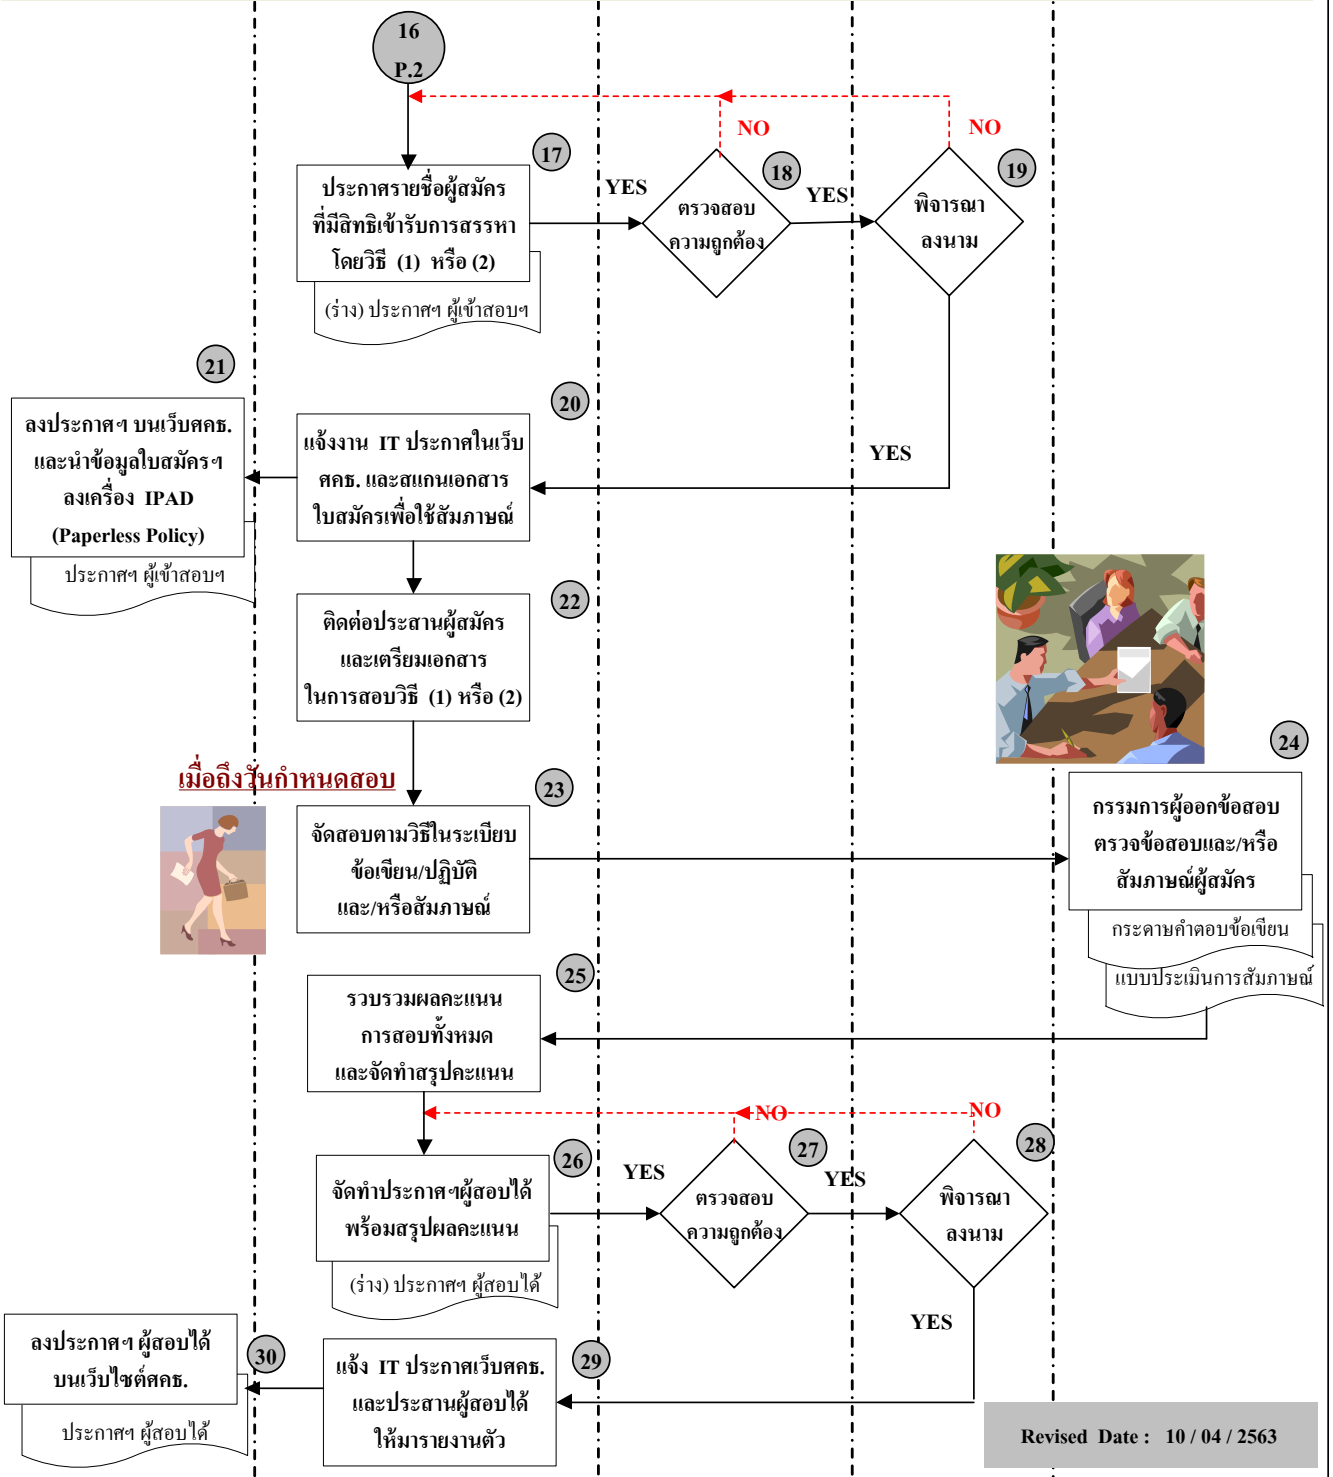 16
P.2
NO
NO
17
18
19
ประกาศรายชื่อผู้สมัคร
ที่มีสิทธิเข้ารับการสรรหา
โดยวิธี (1) หรือ (2)
YES
ตรวจสอบ
ความถูกต้อง
YES
พิจารณา
ลงนาม
(ร่าง) ประกาศฯ ผู้เข้าสอบฯ
21
20
ลงประกาศฯ บนเว็บศคธ.
และนำข้อมูลใบสมัครฯ
ลงเครื่อง IPAD
(Paperless Policy)
แจ้งงาน IT ประกาศในเว็บ
ศคธ. และสแกนเอกสาร
ใบสมัครเพื่อใช้สัมภาษณ์
YES
ประกาศฯ ผู้เข้าสอบฯ
22
ติดต่อประสานผู้สมัคร
และเตรียมเอกสาร
ในการสอบวิธี (1) หรือ (2)
24
เมื่อถึงวันกำหนดสอบ
23
จัดสอบตามวิธีในระเบียบ
ข้อเขียน/ปฏิบัติ
และ/หรือสัมภาษณ์
กรรมการผู้ออกข้อสอบ
ตรวจข้อสอบและ/หรือ
สัมภาษณ์ผู้สมัคร
กระดาษคำตอบข้อเขียน
แบบประเมินการสัมภาษณ์
25
รวบรวมผลคะแนน
การสอบทั้งหมด
และจัดทำสรุปคะแนน
NO
NO
26
27
28
จัดทำประกาศฯผู้สอบได้
พร้อมสรุปผลคะแนน
YES
ตรวจสอบ
ความถูกต้อง
YES
พิจารณา
ลงนาม
(ร่าง) ประกาศฯ ผู้สอบได้
YES
ลงประกาศฯ ผู้สอบได้
บนเว็บไซต์ศคธ.
30
แจ้ง IT ประกาศเว็บศคธ.
และประสานผู้สอบได้
ให้มารายงานตัว
29
ประกาศฯ ผู้สอบได้
Revised Date : 10 / 04 / 2563